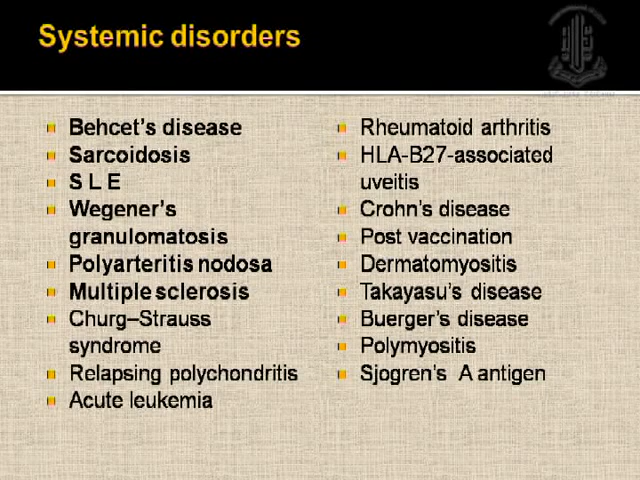 Systemic disorders
Behcet's disease
Sarcoidosis
S L E
Wegener's
granulomatosis
Polyarteritis nodosa
Multiple sclerosis
Churg–Strauss
syndrome
Relapsing polychondritis
Acute leukemia
Rheumatoid arthritis
HLA-B27-associated
uveitis
Crohn's disease
Post vaccination
Dermatomyositis
Takayasu's disease
Buerger's disease
Polymyositis
Sjogren's A antigen